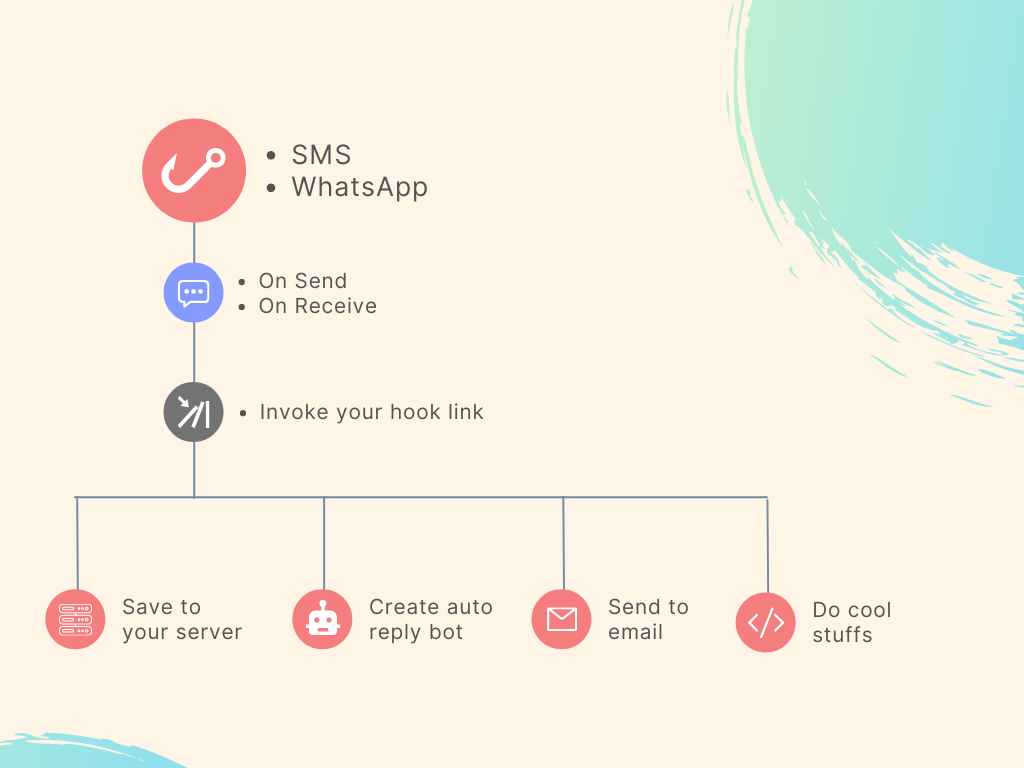 • SMS
• WhatsApp
• On Send
• On Receive
• Invoke your hook link
Save to
your server
Create auto
reply bot
Send to
email
Do cool
stuffs